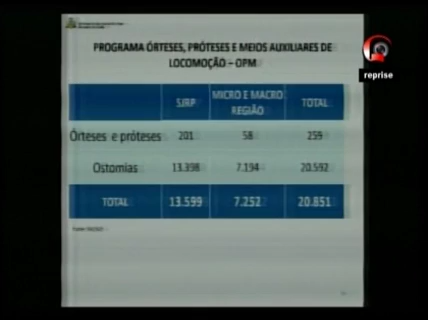 PROGRAMA ÓRTESES, PRÓTESES E MEIOS AUXILIARES DE
LOCOMOÇÃO – OPM
reprise
SJRP
MICRO E MACRO
REGIÃO
TOTAL
Órteses e próteses 201 58 259
Ostomias 13.398 7.194 20.592
TOTAL 13.599 7.252 20.851